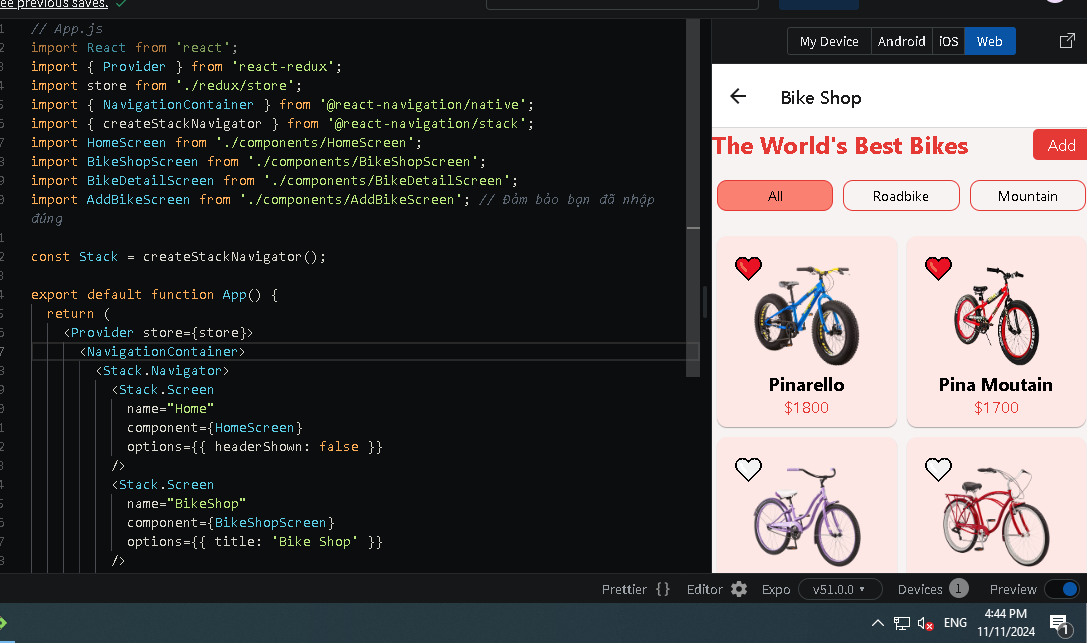 ee previous saves.
// App.js
import React from 'react';
import { Provider } from 'react-redux';
import store from './redux/store';
import { NavigationContainer } from '@react-navigation/native';
import { createStackNavigator } from '@react-navigation/stack';
import HomeScreen from './components/HomeScreen';
import BikeShopScreen from './components/BikeShopScreen';
import BikeDetailScreen from './components/BikeDetailScreen';
import AddBikeScreen from './components/AddBikeScreen'; // Đảm bảo bạn đã nhập
đúng
const Stack = createStackNavigator();
export default function App() {
return (
<Provider store={store}>
<NavigationContainer>
<Stack.Navigator>
<Stack.Screen
name="Home"
component={HomeScreen}
options={{ headerShown: false }}
/>
<Stack.Screen
name="BikeShop"
component={BikeShopScreen}
options={{ title: 'Bike Shop' }}
/>
My Device Android iOS Web
Bike Shop
The World's Best Bikes Add
All Roadbike Mountain
Pinarello Pina Moutain
$1800 $1700
Prettier {} Editor Expo v51.0.0 Devices 1 Preview
ENG 4:44 PM
11/11/2024 1